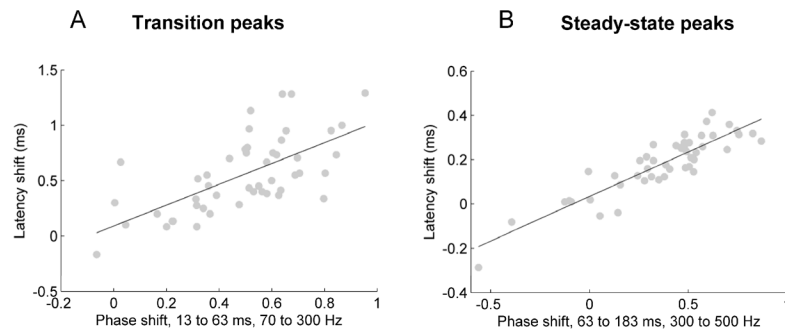 A Transition peaks
Latency shift (ms)
1.5
1
0.5
0
-0.5
-0.2 0 0.2 0.4 0.6 0.8 1
Phase shift, 13 to 63 ms, 70 to 300 Hz
B Steady-state peaks
Latency shift (ms)
0.6
0.4
0.2
0
-0.2
-0.4
-0.5 0 0.5
Phase shift, 63 to 183 ms, 300 to 500 Hz